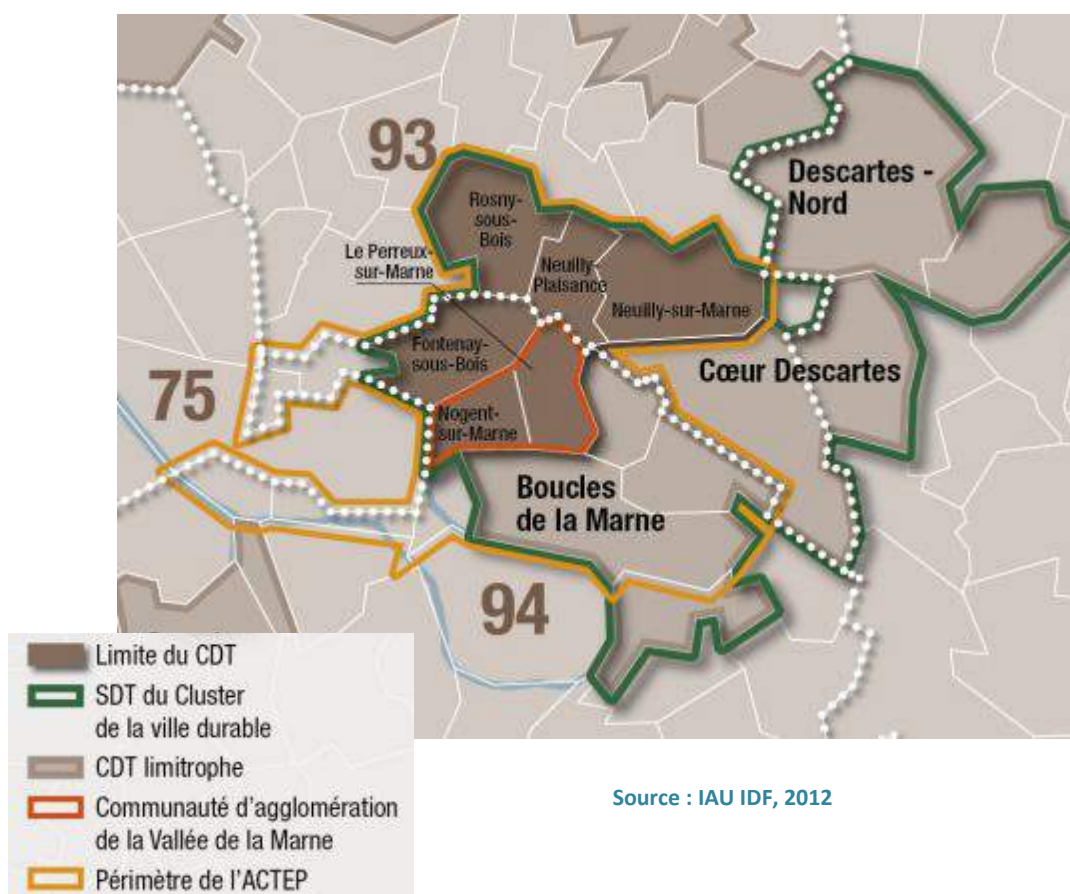 93
Descartes -
Nord
Rosny-
sous-
Bois
Le Perreux-
sur-Marne
Neuilly
Plaisance
Neuilly-sur-Marne
Fontenay-
sous-Bois
Cœur Descartes
75
Nogent-
sur-Marne
Boucles
de la Marne
94
Limite du CDT
SDT du Cluster
de la ville durable
CDT limitrophe
Communauté d'agglomération
de la Vallée de la Marne
Périmètre de l'ACTEP
Source : IAU IDF, 2012